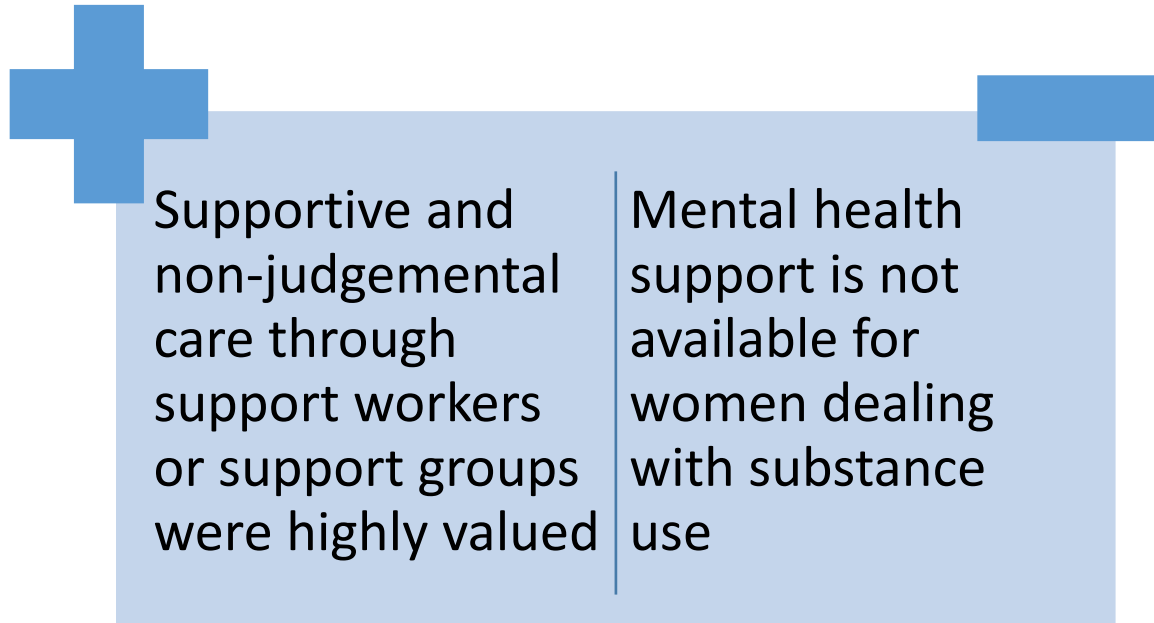 Supportive and
non-judgemental
care through
support workers
or support groups
were highly valued
Mental health
support is not
available for
women dealing
with substance
use